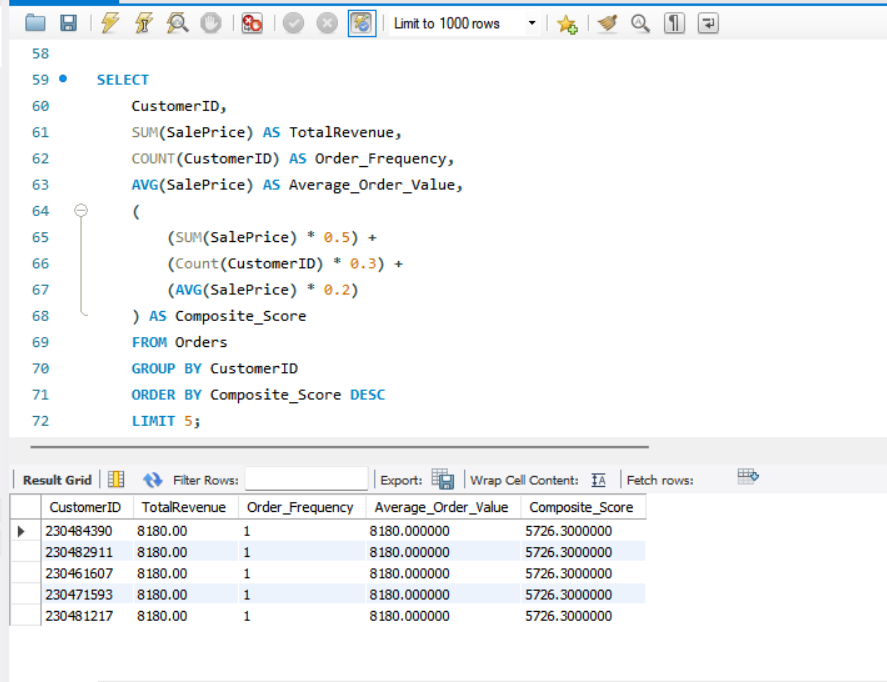 Limit to 1000 rows
58
59 SELECT
60 CustomerID,
61 SUM(SalePrice) AS TotalRevenue,
62 COUNT(CustomerID) AS Order_Frequency,
63 AVG(SalePrice) AS Average_Order_Value,
64 (
65 (SUM(SalePrice) * 0.5) +
66 (Count(CustomerID) * 0.3) +
67 (AVG(SalePrice) * 0.2)
68 ) AS Composite_Score
69 FROM Orders
70 GROUP BY CustomerID
71 ORDER BY Composite_Score DESC
72 LIMIT 5;
Result Grid Filter Rows: Export: Wrap Cell Content: Fetch rows:
CustomerID TotalRevenue Order_Frequency Average_Order_Value Composite_Score
230484390 8180.00 1 8180.000000 5726.3000000
230482911 8180.00 1 8180.000000 5726.3000000
230461607 8180.00 1 8180.000000 5726.3000000
230471593 8180.00 1 8180.000000 5726.3000000
230481217 8180.00 1 8180.000000 5726.3000000